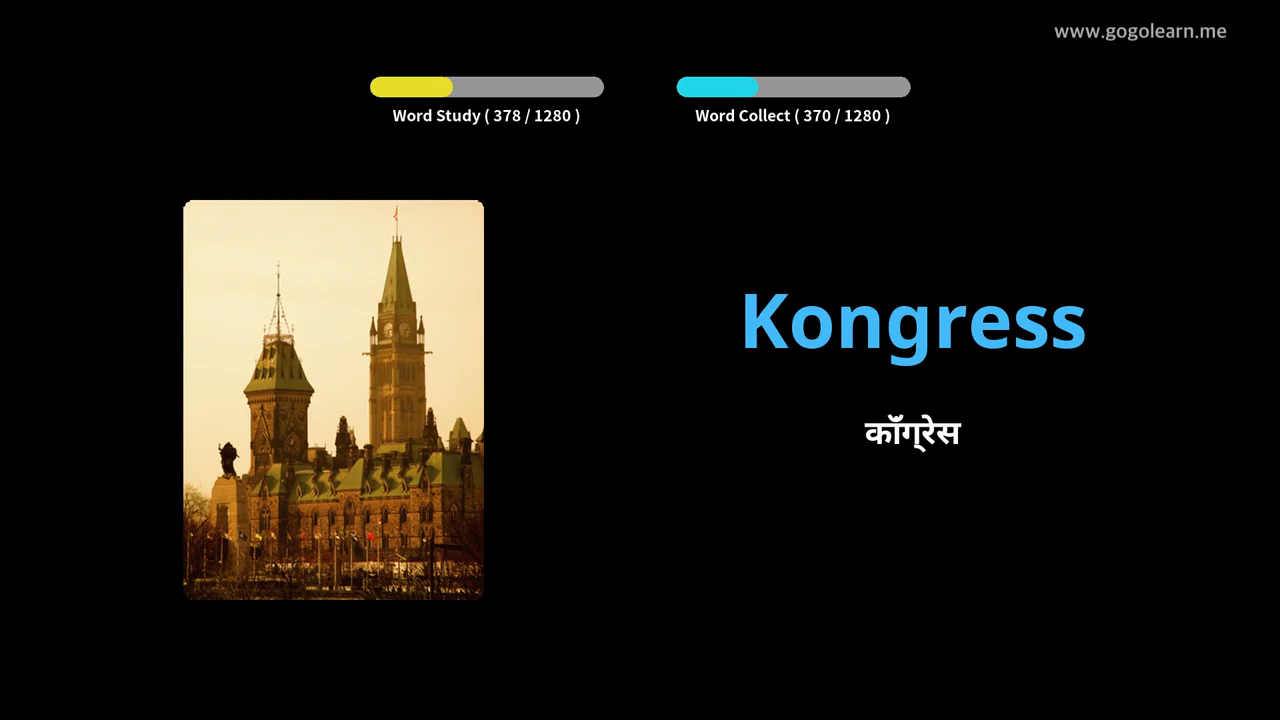 www.gogolearn.me
Word Study ( 378 / 1280 )
Word Collect ( 370 / 1280 )
Kongress
कॉंग्रेस